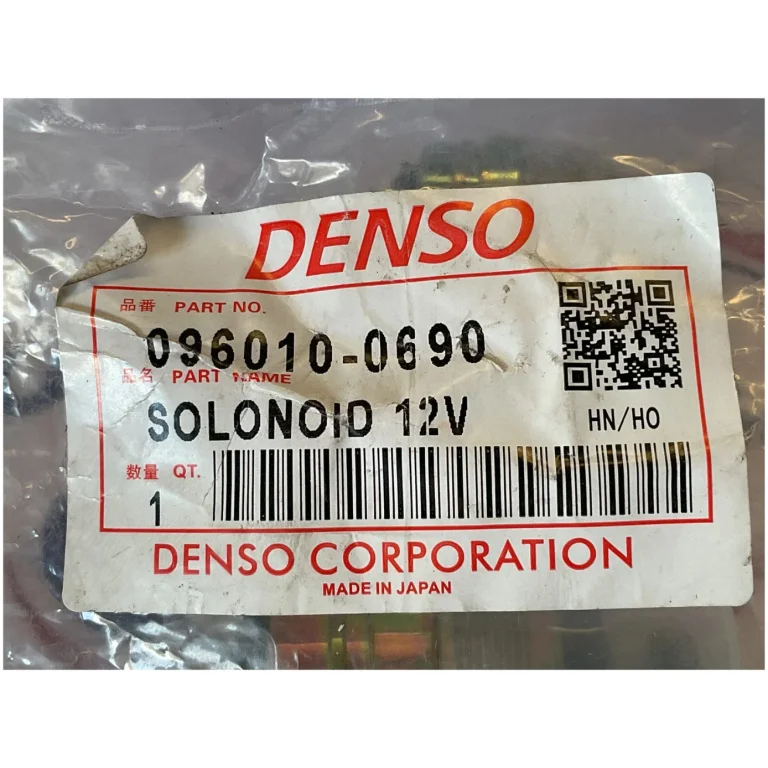 DENSO
品番 PART NO.
096010-0690
品名 PART NAME
SOLONOID 12V
HN/HO
数量 QT.
1
DENSO CORPORATION
MADE IN JAPAN